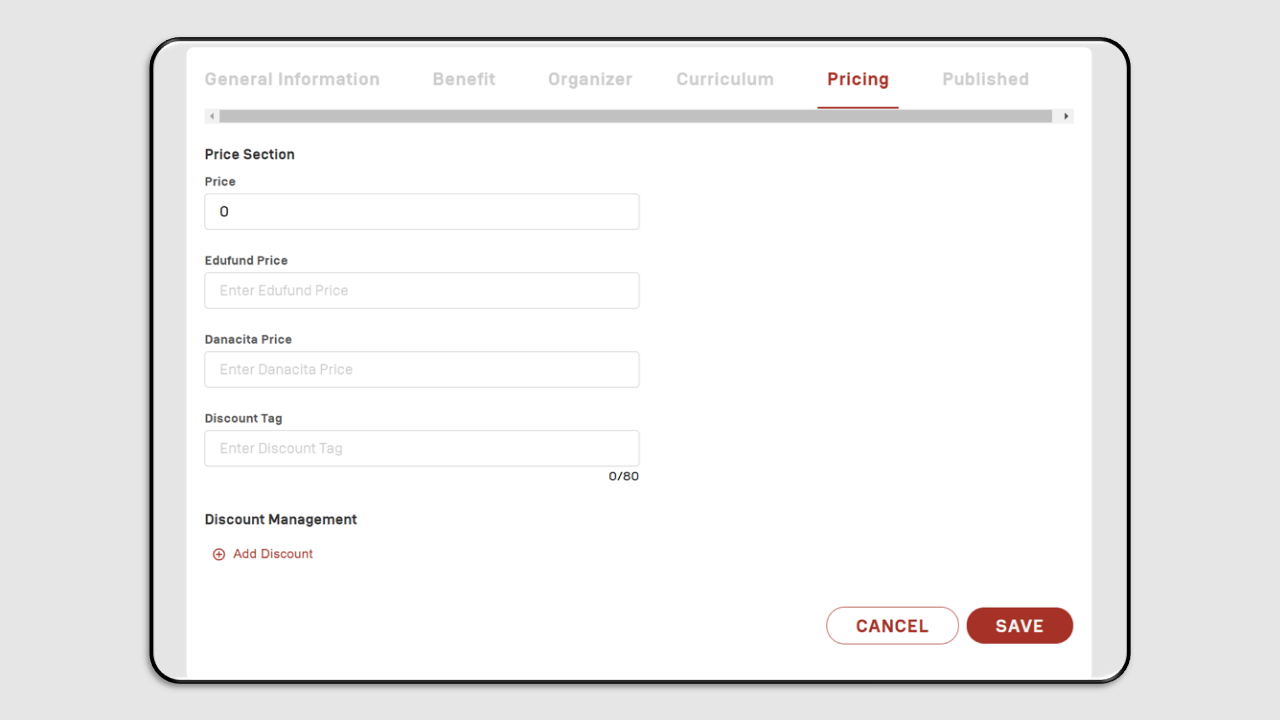 General Information Benefit Organizer Curriculum Pricing Published
Price Section
Price
0
Edufund Price
Enter Edufund Price
Danacita Price
Enter Danacita Price
Discount Tag
Enter Discount Tag
0/80
Discount Management
Add Discount
CANCEL SAVE